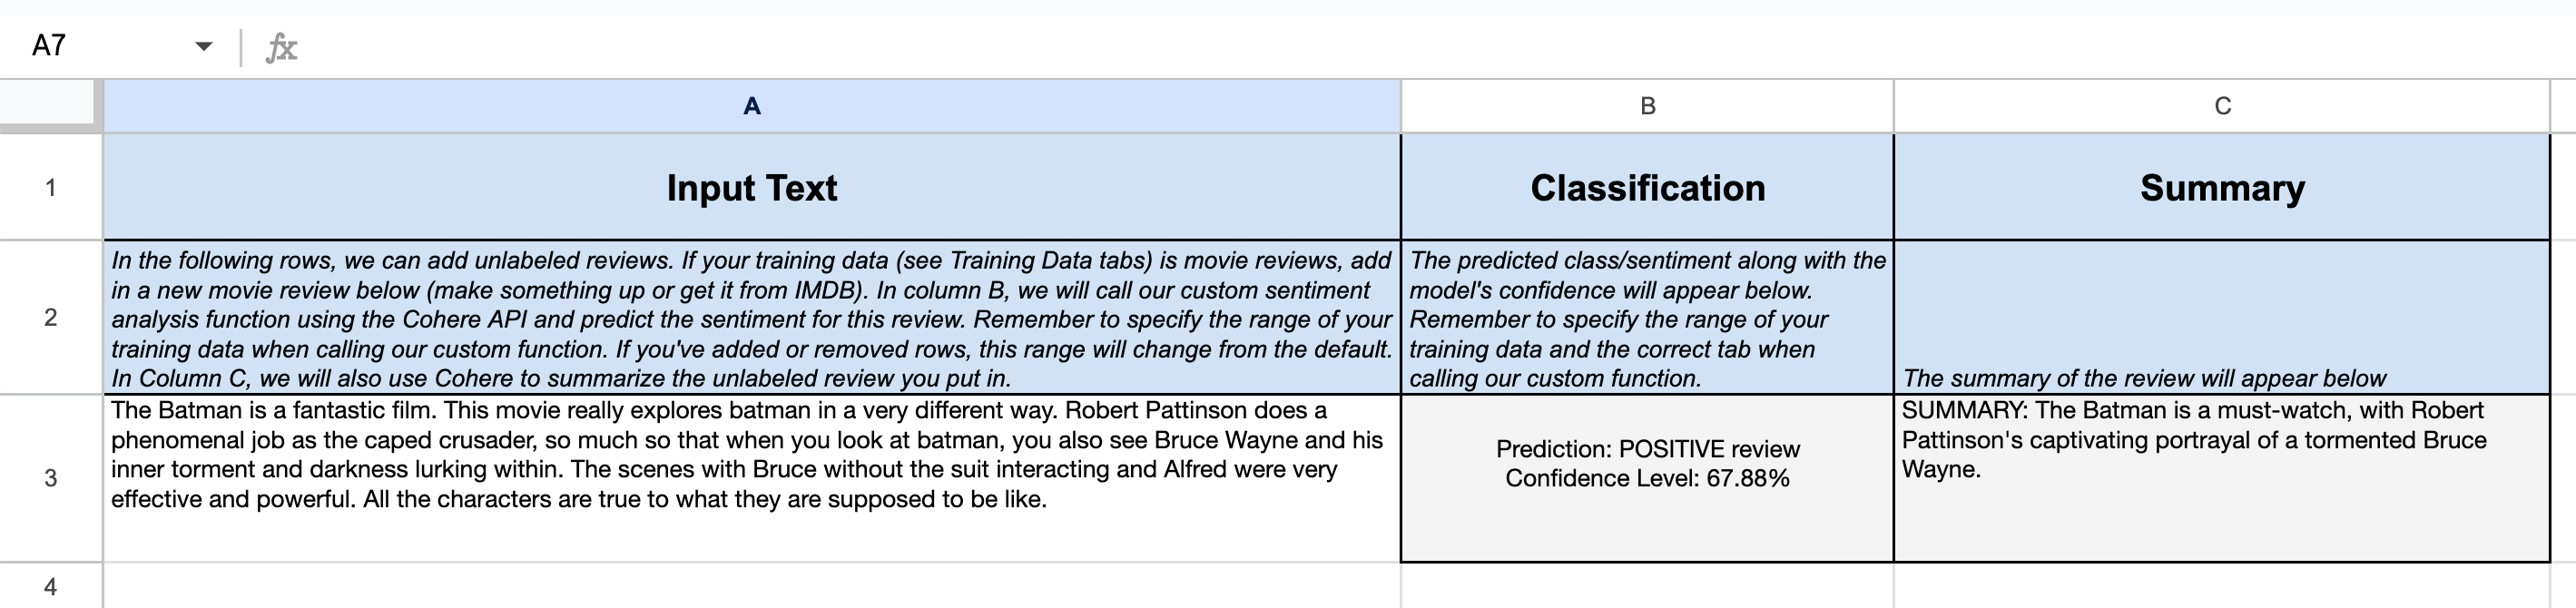 A7
fx
A
B
C
1
Input Text
Classification
Summary
2
In the following rows, we can add unlabeled reviews. If your training data (see Training Data tabs) is movie reviews, add
in a new movie review below (make something up or get it from IMDB). In column B, we will call our custom sentiment
analysis function using the Cohere API and predict the sentiment for this review. Remember to specify the range of your
training data when calling our custom function. If you've added or removed rows, this range will change from the default.
In Column C, we will also use Cohere to summarize the unlabeled review you put in.
The predicted class/sentiment along with the
model's confidence will appear below.
Remember to specify the range of your
training data and the correct tab when
calling our custom function.
The summary of the review will appear below
3
The Batman is a fantastic film. This movie really explores batman in a very different way. Robert Pattinson does a
phenomenal job as the caped crusader, so much so that when you look at batman, you also see Bruce Wayne and his
inner torment and darkness lurking within. The scenes with Bruce without the suit interacting and Alfred were very
effective and powerful. All the characters are true to what they are supposed to be like.
Prediction: POSITIVE review
Confidence Level: 67.88%
SUMMARY: The Batman is a must-watch, with Robert
Pattinson's captivating portrayal of a tormented Bruce
Wayne.
4